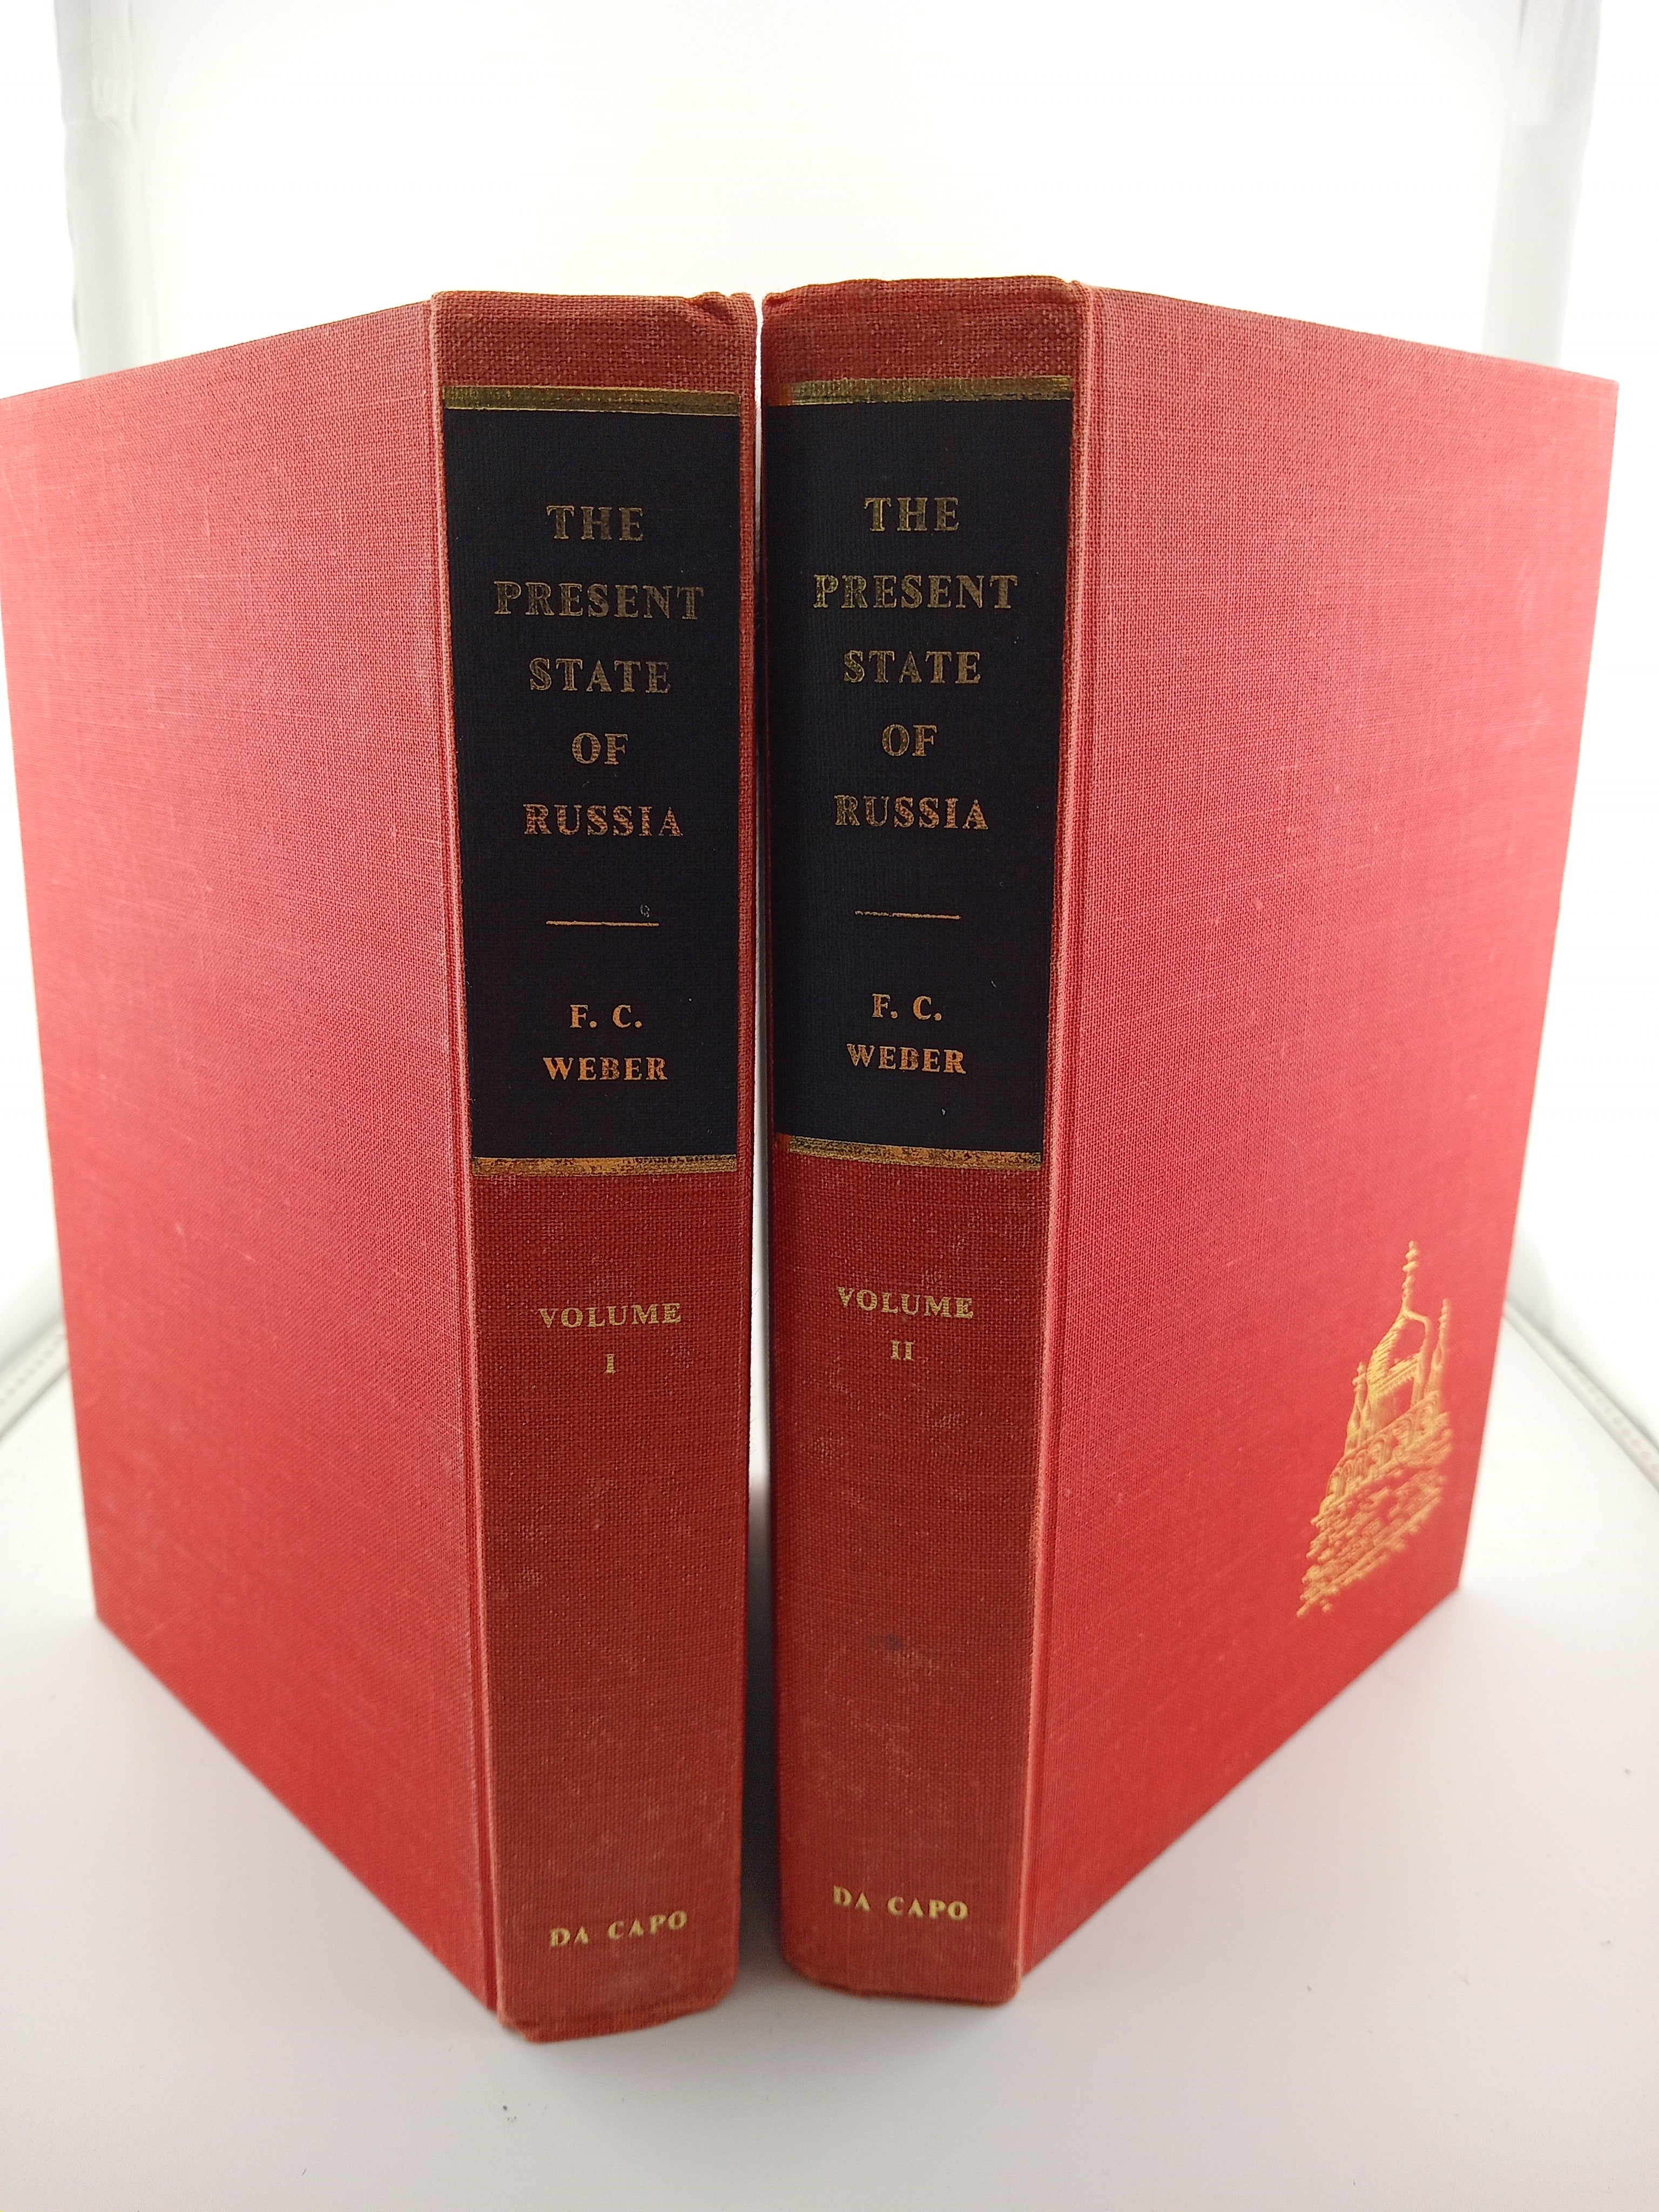 THE
PRESENT
STATE
OF
RUSSIA
F. C.
WEBER
VOLUME
I
DA CAPO
THE
PRESENT
STATE
OF
RUSSIA
F. C.
WEBER
VOLUME
II
DA CAPO